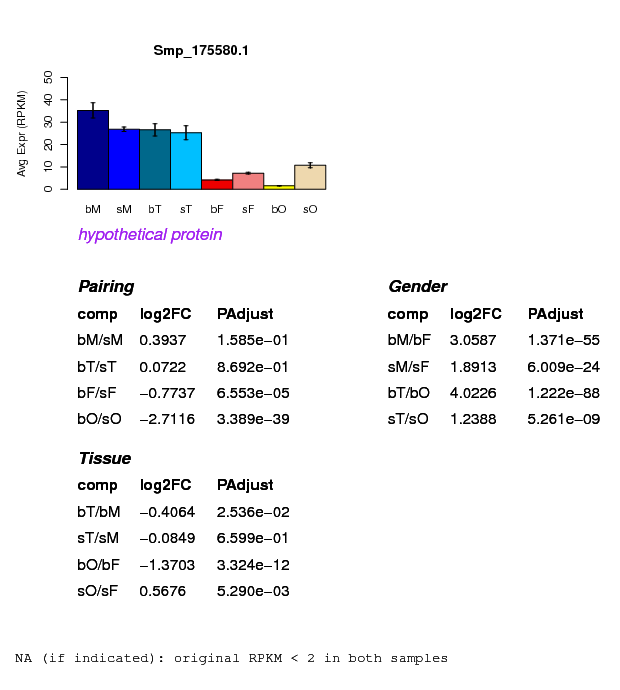 Smp_175580.1
Avg Expr (RPKM)
50
40
30
20
10
0
bM sM bT sT bF sF bO sO
hypothetical protein
Pairing
comp log2FC PAdjust
bM/sM 0.3937 1.585e−01
bT/sT 0.0722 8.692e−01
bF/sF −0.7737 6.553e−05
bO/sO −2.7116 3.389e−39
Gender
comp log2FC PAdjust
bM/bF 3.0587 1.371e−55
sM/sF 1.8913 6.009e−24
bT/bO 4.0226 1.222e−88
sT/sO 1.2388 5.261e−09
Tissue
comp log2FC PAdjust
bT/bM −0.4064 2.536e−02
sT/sM −0.0849 6.599e−01
bO/bF −1.3703 3.324e−12
sO/sF 0.5676 5.290e−03
NA (if indicated): original RPKM < 2 in both samples